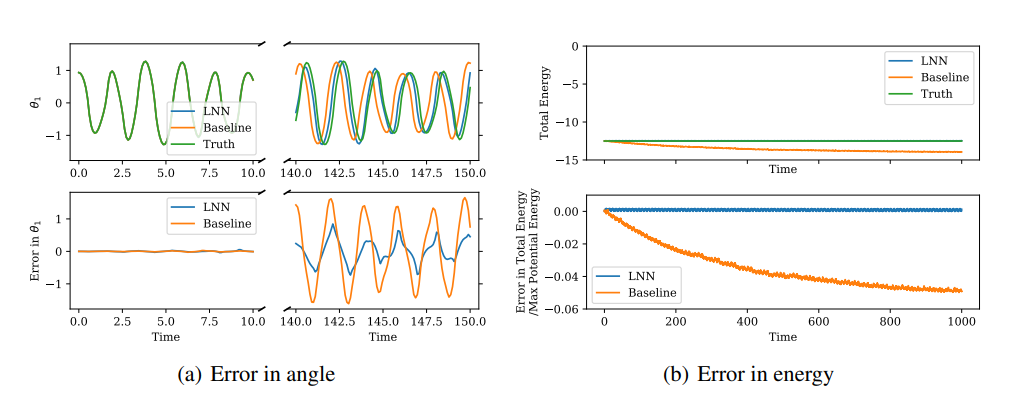 1
0
−1
θ1
LNN
Baseline
Truth
0.0 2.5 5.0 7.5 10.0
140.0 142.5 145.0 147.5 150.0
1
0
−1
Error in θ1
LNN
Baseline
0.0 2.5 5.0 7.5 10.0
140.0 142.5 145.0 147.5 150.0
Time
Time
(a) Error in angle
0
−5
−10
−15
Total Energy
LNN
Baseline
Truth
Time
0.00
−0.02
−0.04
−0.06
Error in Total Energy
/Max Potential Energy
LNN
Baseline
0 200 400 600 800 1000
Time
(b) Error in energy